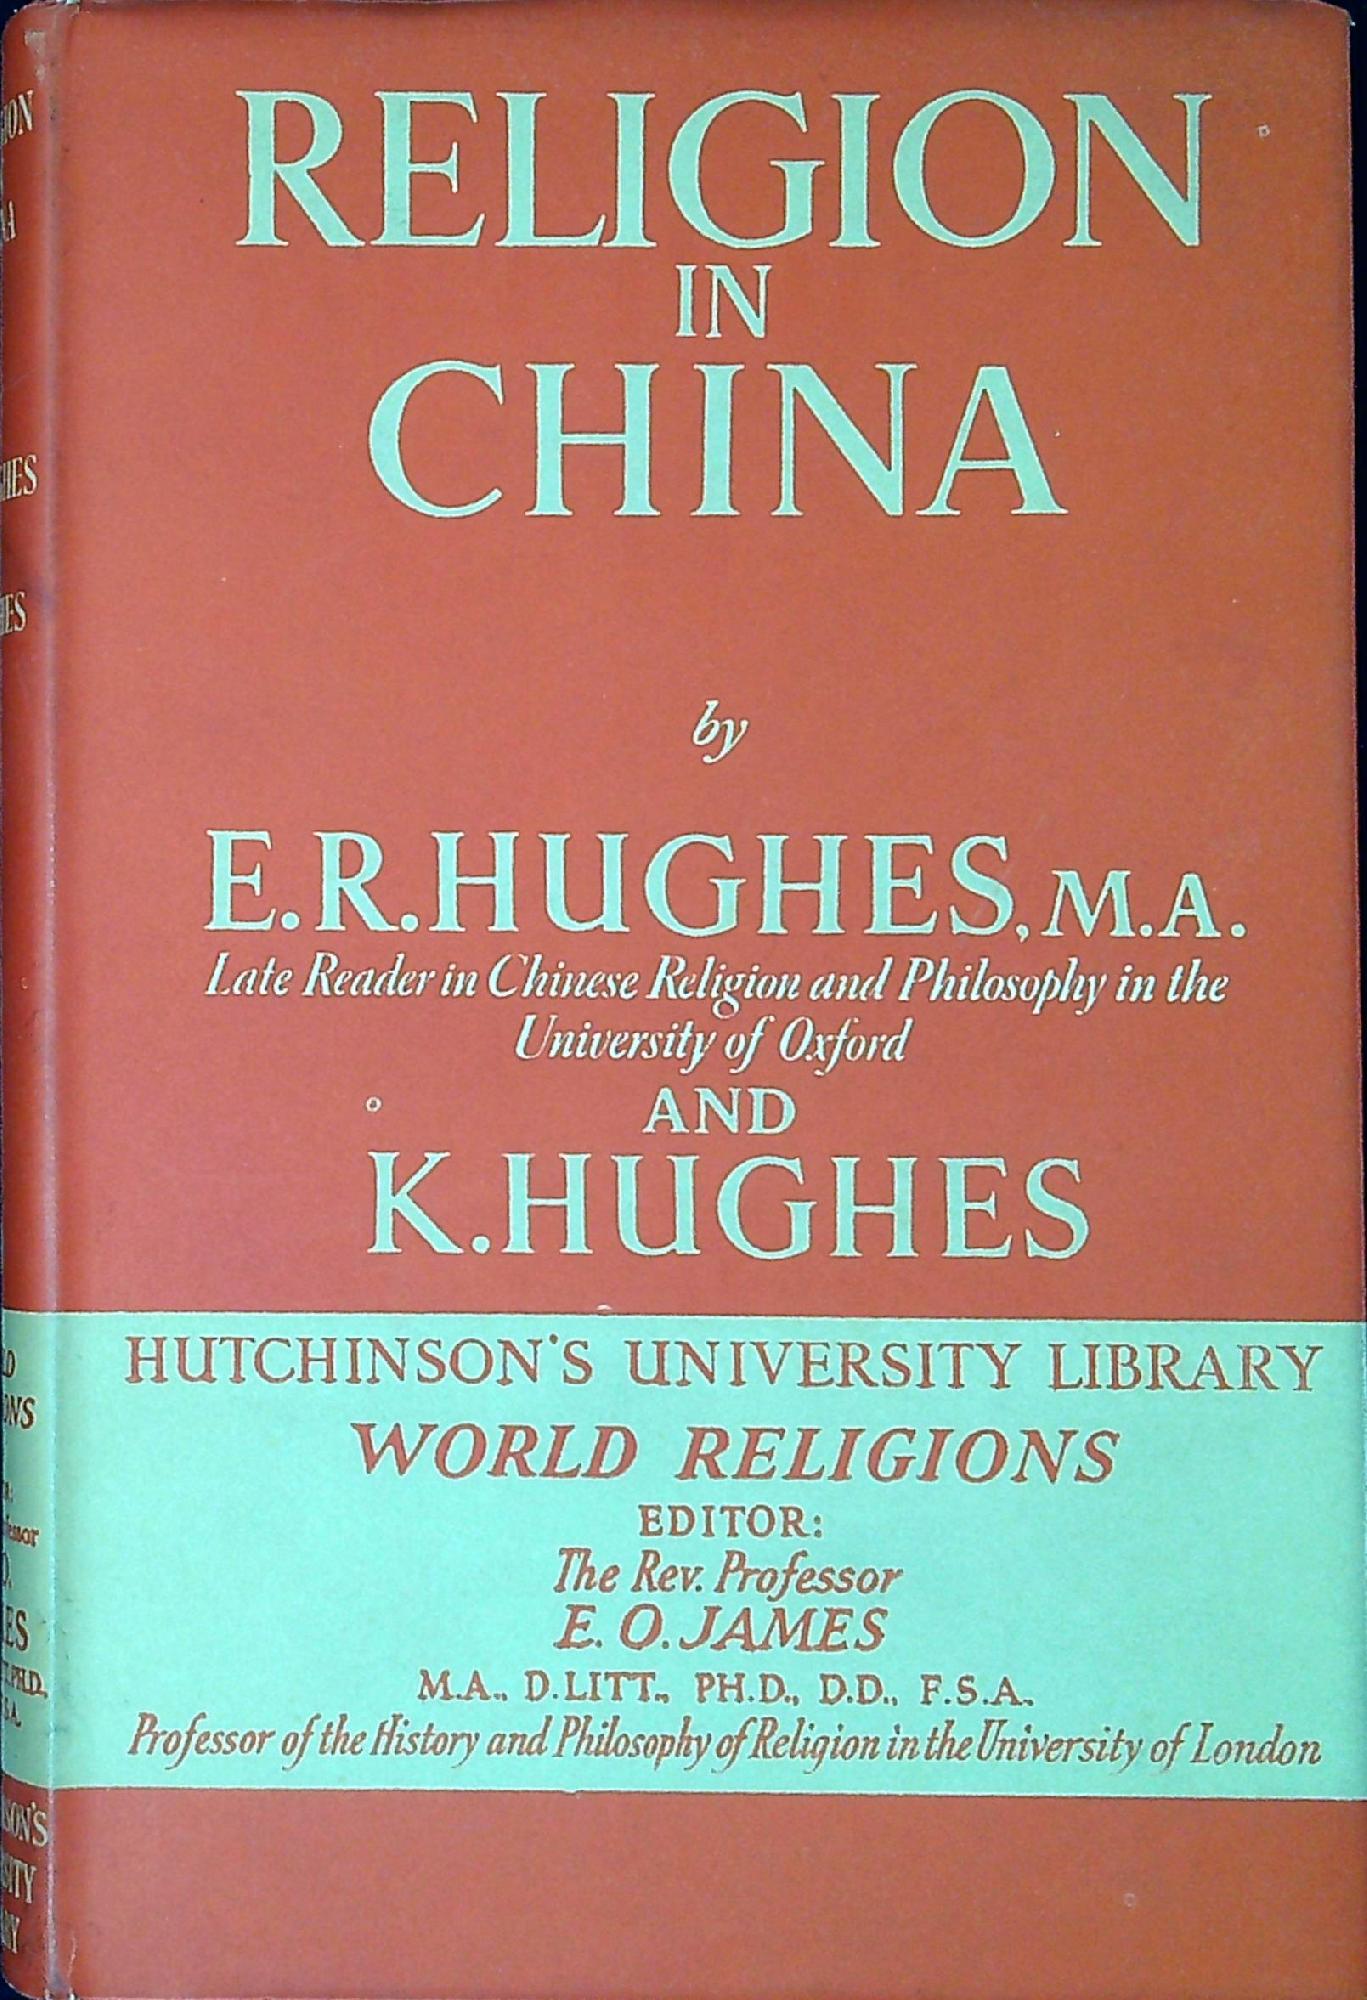 RELIGION
IN
CHINA
by
E.R.HUGHES, M.A.
Late Reader in Chinese Religion and Philosophy in the
University of Oxford
AND
K.HUGHES
HUTCHINSON'S UNIVERSITY LIBRARY
WORLD RELIGIONS
EDITOR:
The Rev. Professor
E. O. JAMES
M.A., D.LITT., PH.D., D.D., F.S.A.
Professor of the History and Philosophy of Religion in the University of London